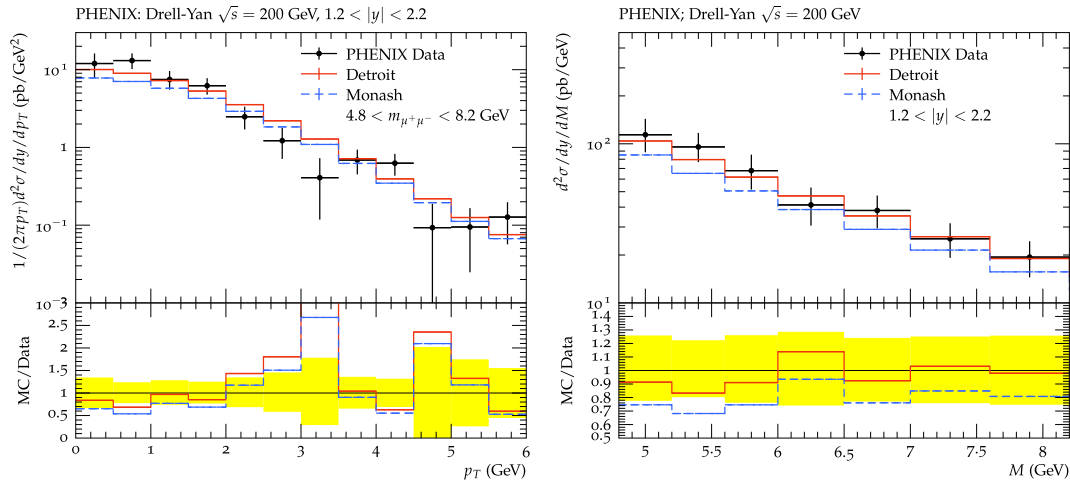 PHENIX: Drell-Yan √s = 200 GeV, 1.2 < |y| < 2.2
1/(2πp_T)d²σ/dy/dp_T (pb/GeV²)
10¹
1
10⁻¹
10⁻²
PHENIX Data
Detroit
Monash
4.8 < m_μ⁺μ⁻ < 8.2 GeV
MC/Data
2.5
2
1.5
1
0.5
0
0 1 2 3 4 5 6
p_T (GeV)
PHENIX; Drell-Yan √s = 200 GeV
d²σ/dy/dM (pb/GeV)
10²
10¹
PHENIX Data
Detroit
Monash
1.2 < |y| < 2.2
MC/Data
1.4
1.3
1.2
1.1
1
0.9
0.8
0.7
0.6
0.5
5 5.5 6 6.5 7 7.5 8
M (GeV)